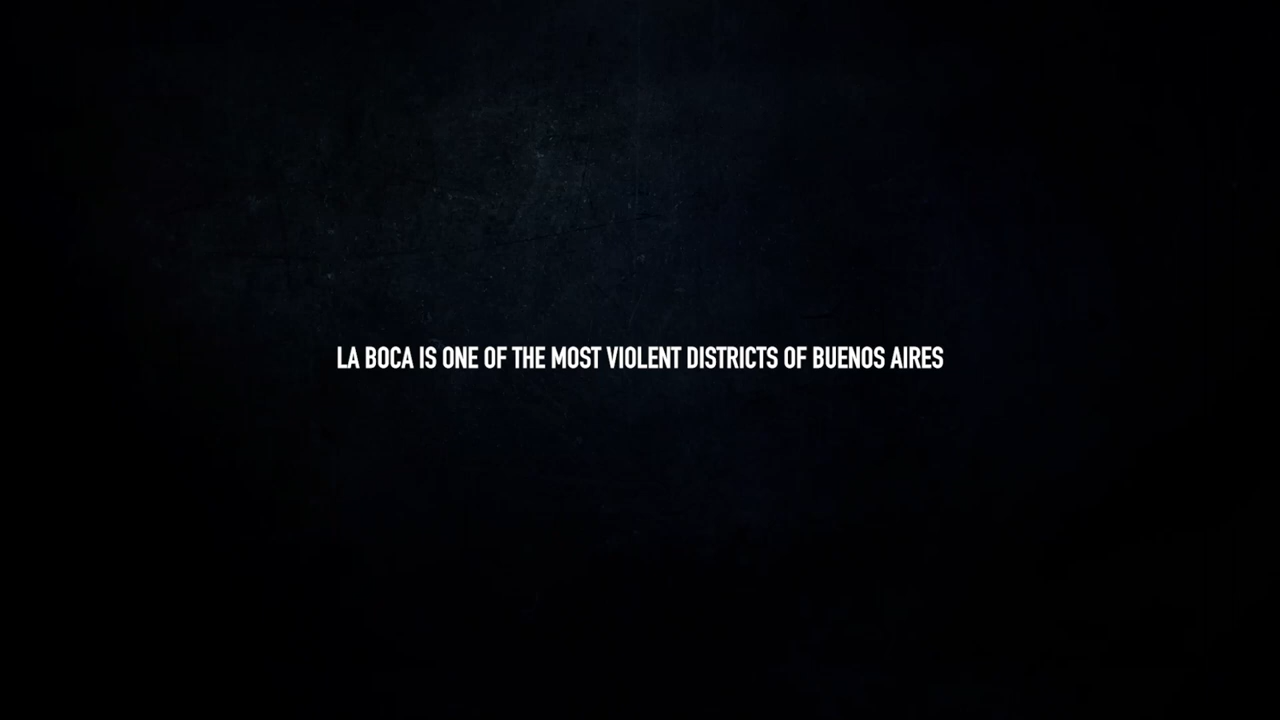 LA BOCA IS ONE OF THE MOST VIOLENT DISTRICTS OF BUENOS AIRES